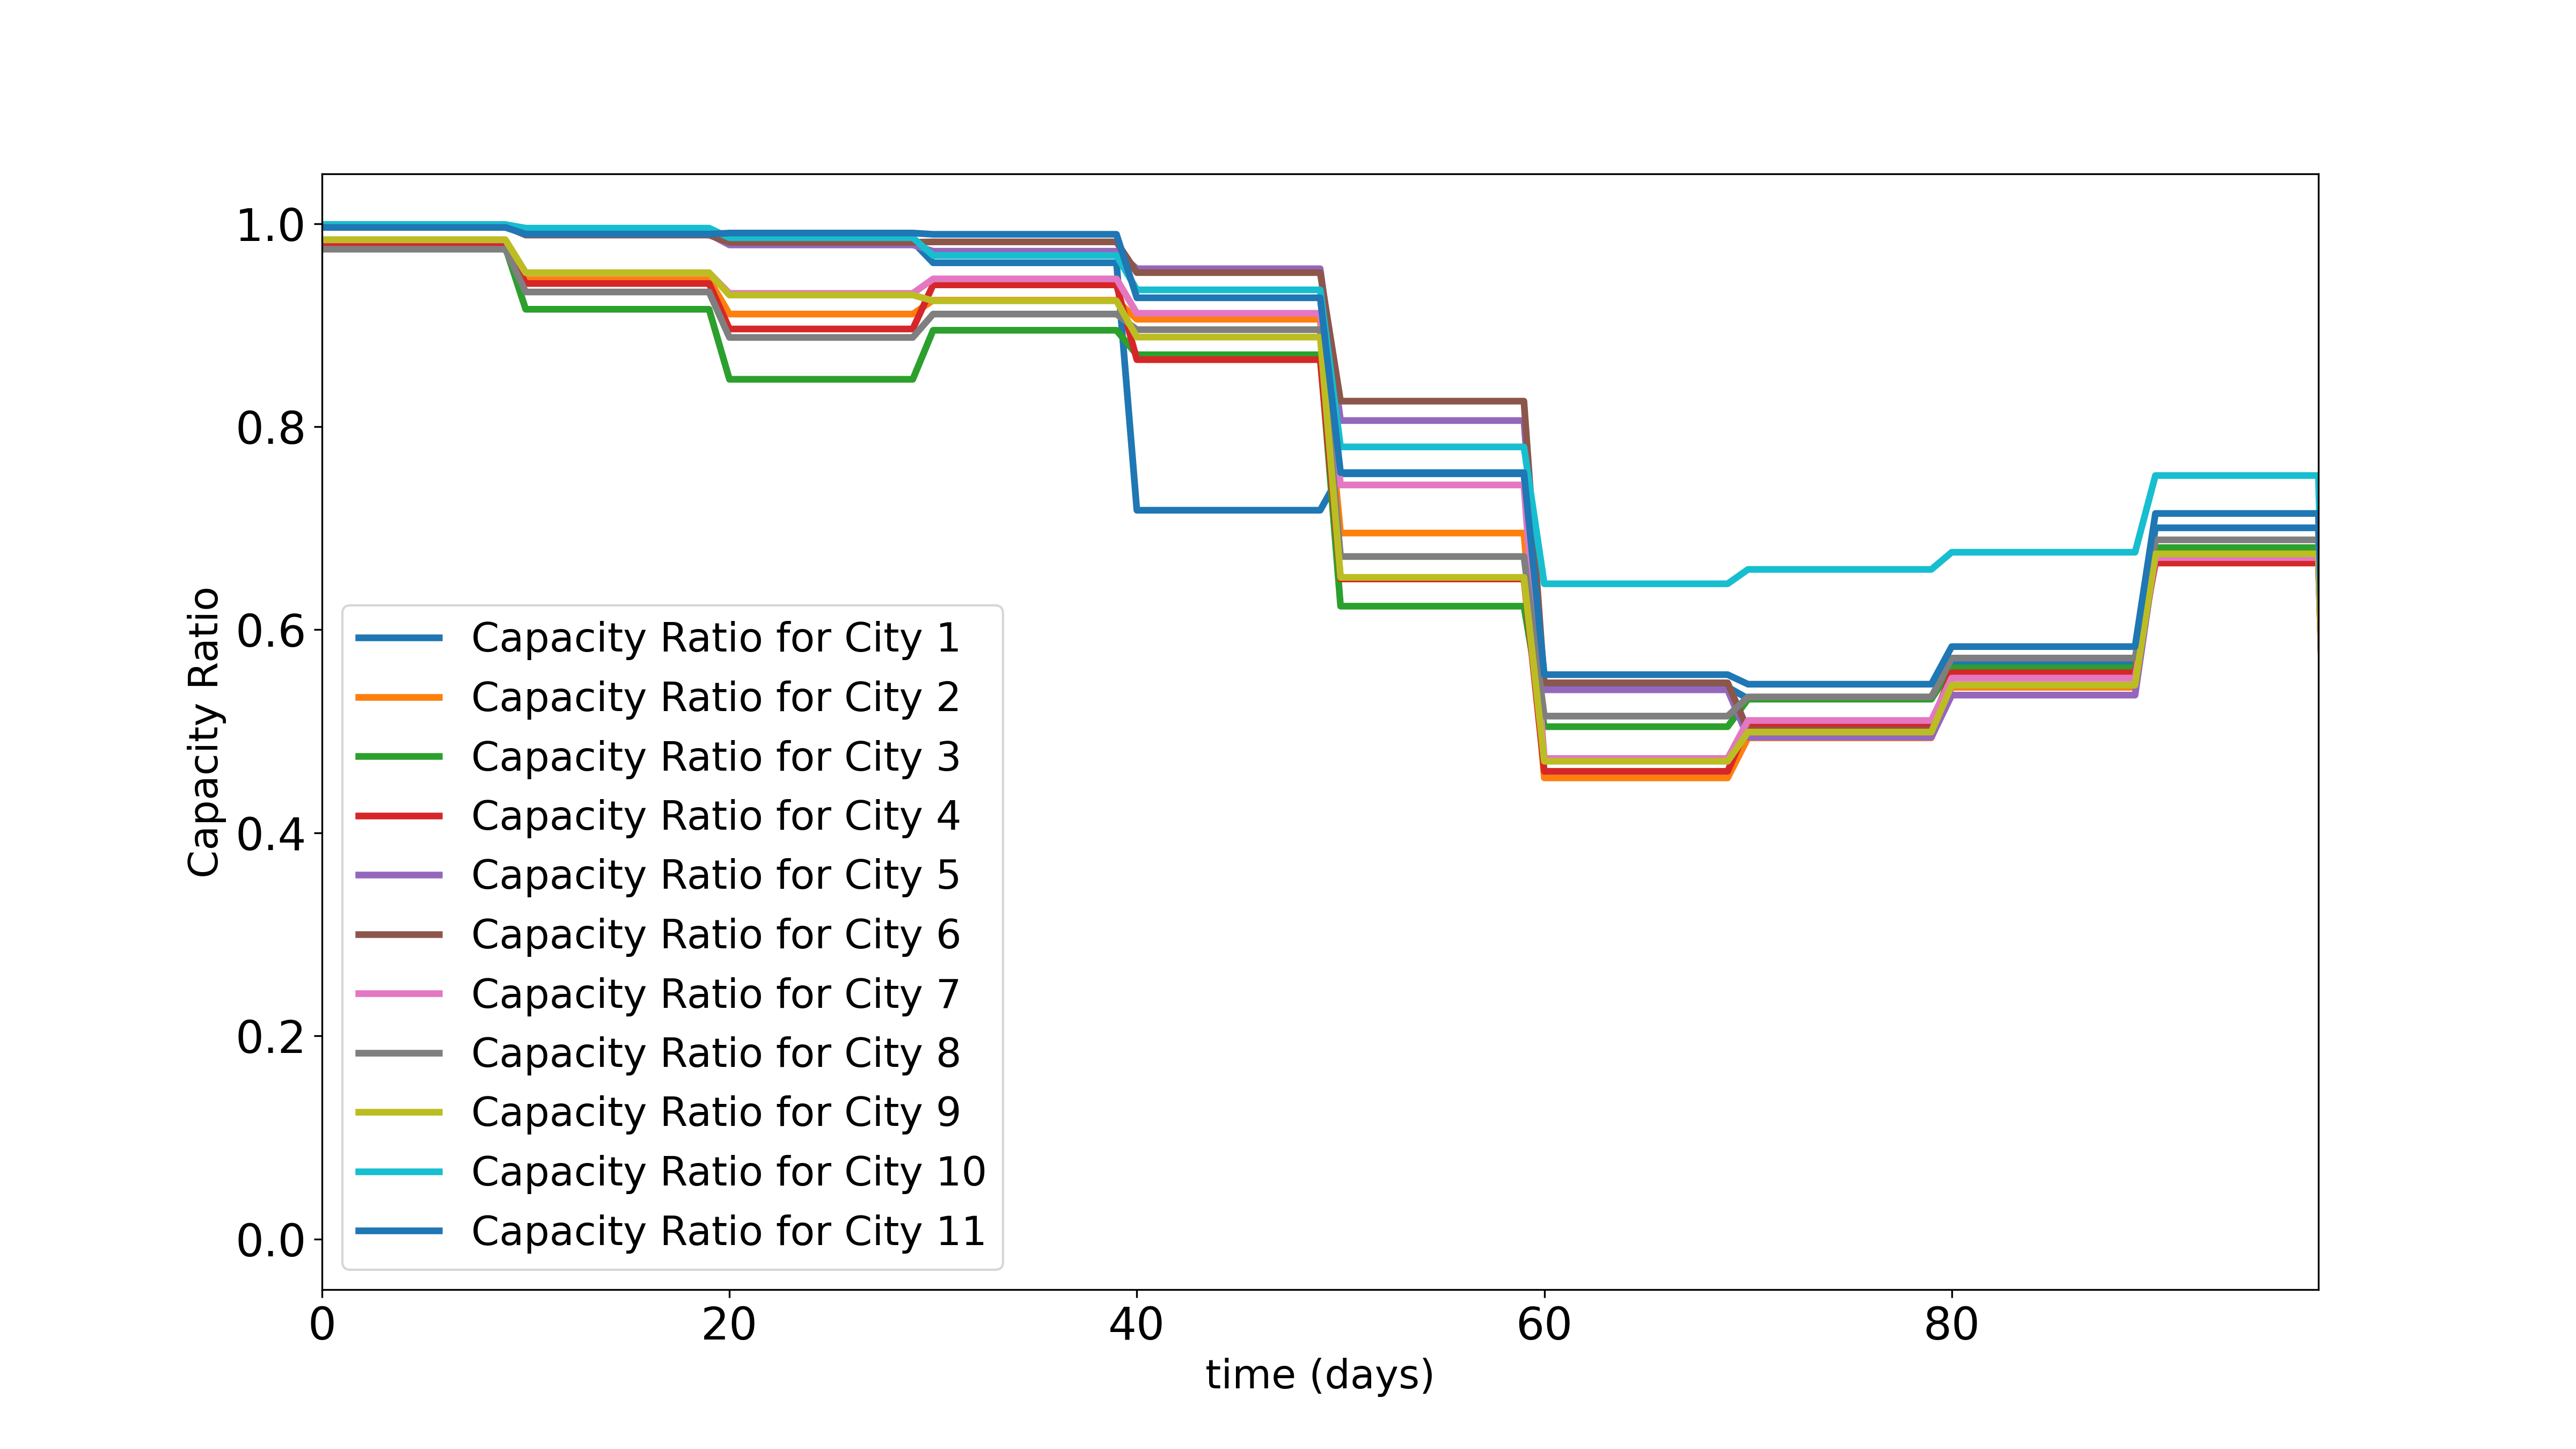 1.0
0.8
0.6
0.4
0.2
0.0
Capacity Ratio
Capacity Ratio for City 1
Capacity Ratio for City 2
Capacity Ratio for City 3
Capacity Ratio for City 4
Capacity Ratio for City 5
Capacity Ratio for City 6
Capacity Ratio for City 7
Capacity Ratio for City 8
Capacity Ratio for City 9
Capacity Ratio for City 10
Capacity Ratio for City 11
0 20 40 60 80
time (days)